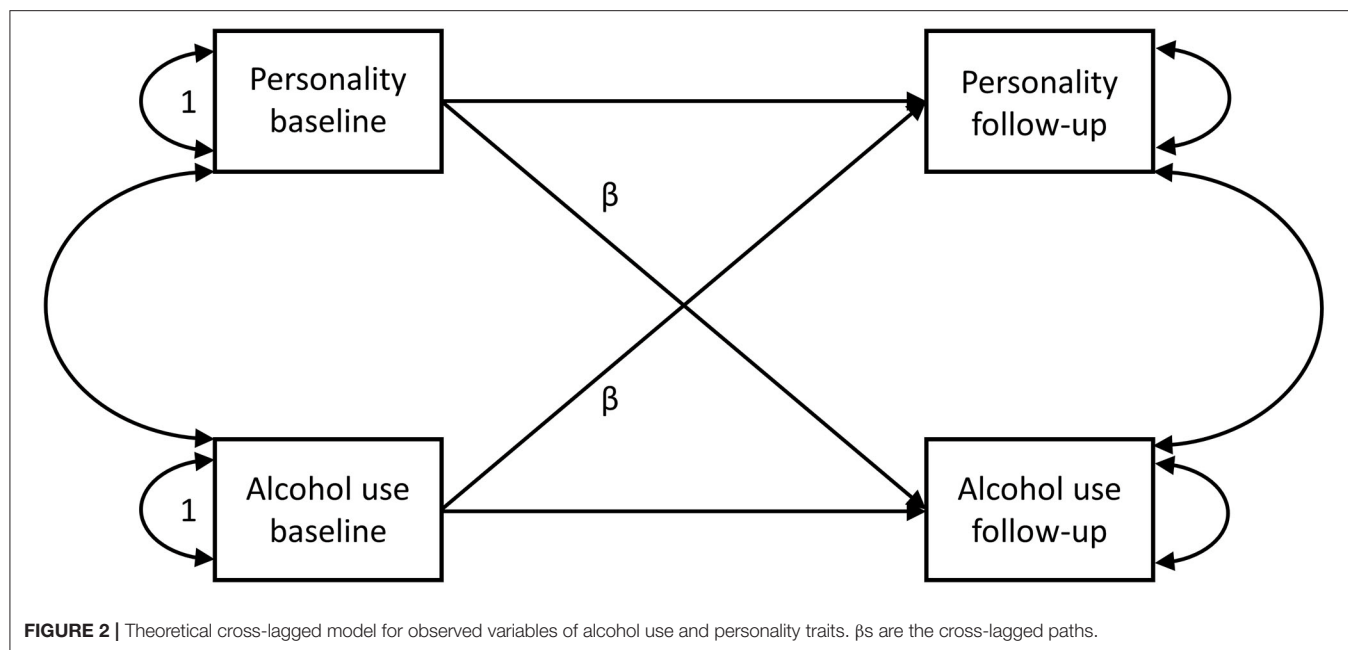 Personality
baseline
1
Personality
follow-up
β
β
Alcohol use
baseline
1
Alcohol use
follow-up
FIGURE 2 | Theoretical cross-lagged model for observed variables of alcohol use and personality traits. βs are the cross-lagged paths.